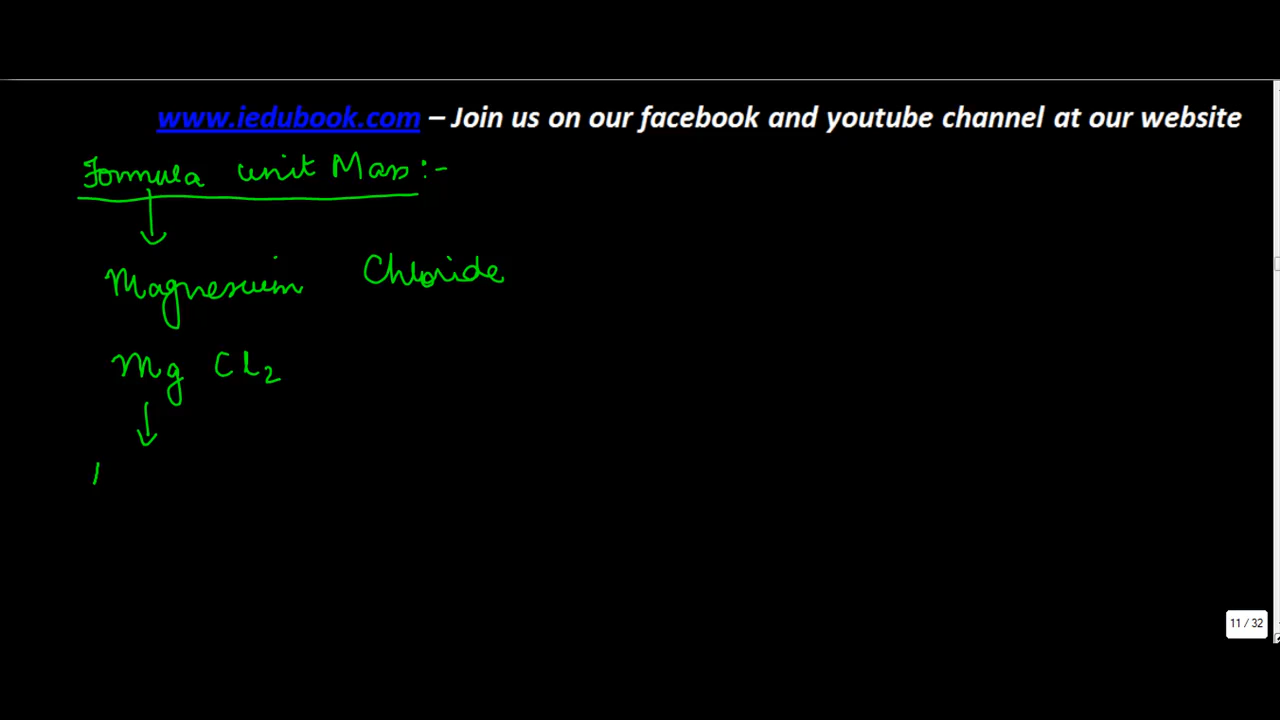 www.iedubook.com – Join us on our facebook and youtube channel at our website
Formula unit Mass :-
Magnesium Chloride
Mg Cl2
11 / 32